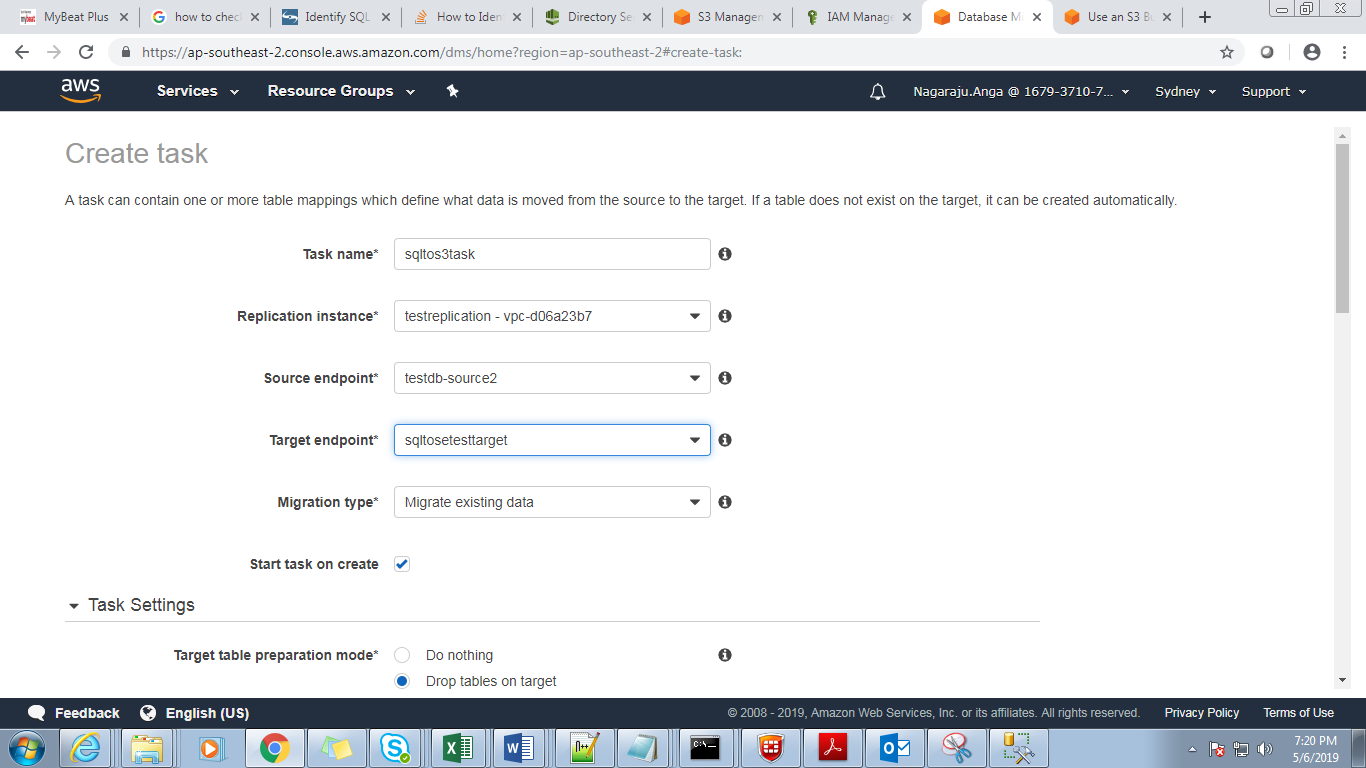 MyBeat Plus
how to chec
Identify SQL
How to Iden
Directory Se
S3 Managem
IAM Manage
Database M
Use an S3 Bu
https://ap-southeast-2.console.aws.amazon.com/dms/home?region=ap-southeast-2#create-task:
aws
Services
Resource Groups
Nagaraju.Anga @ 1679-3710-7...
Sydney
Support
Create task
A task can contain one or more table mappings which define what data is moved from the source to the target. If a table does not exist on the target, it can be created automatically.
Task name*
sqltos3task
Replication instance*
testreplication - vpc-d06a23b7
Source endpoint*
testdb-source2
Target endpoint*
sqltosetesttarget
Migration type*
Migrate existing data
Start task on create
Task Settings
Target table preparation mode*
Do nothing
Drop tables on target
Feedback
English (US)
© 2008 - 2019, Amazon Web Services, Inc. or its affiliates. All rights reserved.
Privacy Policy
Terms of Use
7:20 PM
5/6/2019